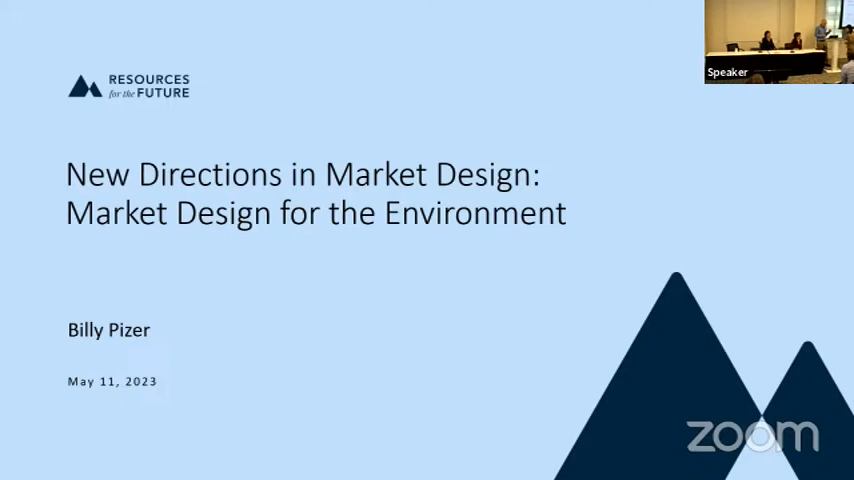 Speaker
RESOURCES
for the FUTURE
New Directions in Market Design:
Market Design for the Environment
Billy Pizer
May 11, 2023
zoom